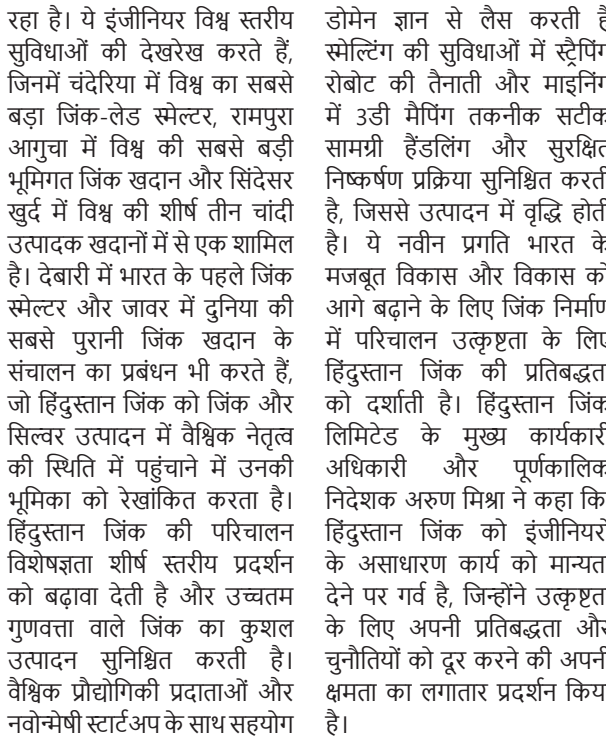 रहा है। ये इंजीनियर विश्व स्तरीय
सुविधाओं की देखरेख करते हैं,
जिनमें चंदेरिया में विश्व का सबसे
बड़ा जिंक-लेड स्मेल्टर, रामपुरा
आगुचा में विश्व की सबसे बड़ी
भूमिगत जिंक खदान और सिंदेसर
खुर्द में विश्व की शीर्ष तीन चांदी
उत्पादक खदानों में से एक शामिल
है। देबारी में भारत के पहले जिंक
स्मेल्टर और जावर में दुनिया की
सबसे पुरानी जिंक खदान के
संचालन का प्रबंधन भी करते हैं,
जो हिंदुस्तान जिंक को जिंक और
सिल्वर उत्पादन में वैश्विक नेतृत्व
की स्थिति में पहुंचाने में उनकी
भूमिका को रेखांकित करता है।
हिंदुस्तान जिंक की परिचालन
विशेषज्ञता शीर्ष स्तरीय प्रदर्शन
को बढ़ावा देती है और उच्चतम
गुणवत्ता वाले जिंक का कुशल
उत्पादन सुनिश्चित करती है।
वैश्विक प्रौद्योगिकी प्रदाताओं और
नवोन्मेषी स्टार्टअप के साथ सहयोग
डोमेन ज्ञान से लैस करती है
स्मेल्टिंग की सुविधाओं में स्ट्रैपिंग
रोबोट की तैनाती और माइनिंग
में 3डी मैपिंग तकनीक सटीक
सामग्री हैंडलिंग और सुरक्षित
निष्कर्षण प्रक्रिया सुनिश्चित करती
है, जिससे उत्पादन में वृद्धि होती
है। ये नवीन प्रगति भारत के
मजबूत विकास और विकास को
आगे बढ़ाने के लिए जिंक निर्माण
में परिचालन उत्कृष्टता के लिए
हिंदुस्तान जिंक की प्रतिबद्धता
को दर्शाती है। हिंदुस्तान जिंक
लिमिटेड के मुख्य कार्यकारी
अधिकारी और पूर्णकालिक
निदेशक अरुण मिश्रा ने कहा कि
हिंदुस्तान जिंक को इंजीनियरों
के असाधारण कार्य को मान्यता
देने पर गर्व है, जिन्होंने उत्कृष्टता
के लिए अपनी प्रतिबद्धता और
चुनौतियों को दूर करने की अपनी
क्षमता का लगातार प्रदर्शन किया
है।